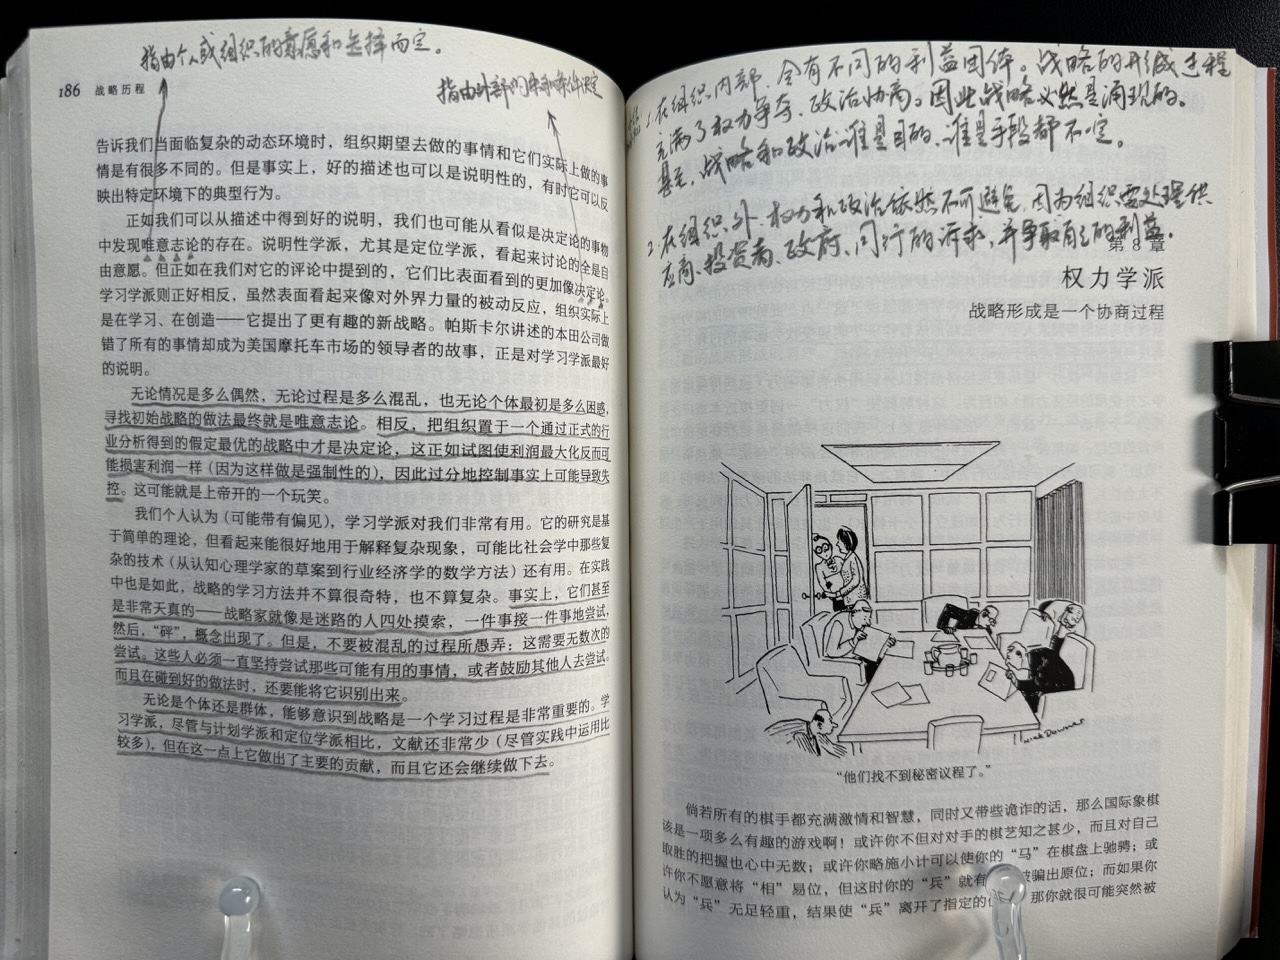 指由个人或组织的意愿和选择而定。
指由外部的环和条件决定
186 战略历程
告诉我们当面临复杂的动态环境时，组织期望去做的事情和它们实际上做的事
情是有很多不同的。但是事实上，好的描述也可以是说明性的，有时它可以反
映出特定环境下的典型行为。
正如我们可以从描述中得到好的说明，我们也可能从看似是决定论的事物
中发现唯意志论的存在。说明性学派，尤其是定位学派，看起来讨论的全是自
由意愿。但正如在我们对它的评论中提到的，它们比表面看到的更加像决定论。
学习学派则正好相反，虽然表面看起来像对外界力量的被动反应，组织实际上
是在学习、在创造——它提出了更有趣的新战略。帕斯卡尔讲述的本田公司做
错了所有的事情却成为美国摩托车市场的领导者的故事，正是对学习学派最好
的说明。
无论情况是多么偶然，无论过程是多么混乱，也无论个体最初是多么困惑，
寻找初始战略的做法最终就是唯意志论。相反，把组织置于一个通过正式的行
业分析得到的假定最优的战略中才是决定论，这正如试图使利润最大化反而可
能损害利润一样（因为这样做是强制性的），因此过分地控制事实上可能导致失
控。这可能就是上帝开的一个玩笑。
我们个人认为（可能带有偏见），学习学派对我们非常有用。它的研究是基
于简单的理论，但看起来能很好地用于解释复杂现象，可能比社会学中那些复
杂的技术（从认知心理学家的草案到行业经济学的数学方法）还有用。在实践
中也是如此，战略的学习方法并不算很奇特，也不算复杂。事实上，它们甚至
是非常天真的——战略家就像是迷路的人四处摸索，一件事接一件事地尝试，
然后，“砰”，概念出现了。但是，不要被混乱的过程所愚弄：这需要无数次的
尝试。这些人必须一直坚持尝试那些可能有用的事情，或者鼓励其他人去尝试。
而且在碰到好的做法时，还要能将它识别出来。
无论是个体还是群体，能够意识到战略是一个学习过程是非常重要的。学
习学派，尽管与计划学派和定位学派相比，文献还非常少（尽管实践中运用比
较多），但在这一点上它做出了主要的贡献，而且它还会继续做下去。
1. 在组织内部，会有不同的利益团体。战略的形成过程
充满了权力争夺、政治协商。因此战略必然是涌现的。
甚至，战略和政治谁是目的、谁是手段都不定。
2. 在组织外，权力和政治依然不可避免，因为组织需处理供
应商、投资者、政府、同行的诉求，并争取自己的利益。
第8章
权力学派
战略形成是一个协商过程
“他们找不到秘密议程了。”
倘若所有的棋手都充满激情和智慧，同时又带些诡诈的话，那么国际象棋
该是一项多么有趣的游戏啊！或许你不但对对手的棋艺知之甚少，而且对自己
取胜的把握也心中无数；或许你略施小计可以使你的“马”在棋盘上驰骋；或
许你不愿意将“相”易位，但这时你的“兵”就有 被骗出原位；而如果你
认为“兵”无足轻重，结果使“兵”离开了指定的 那你就很可能突然被